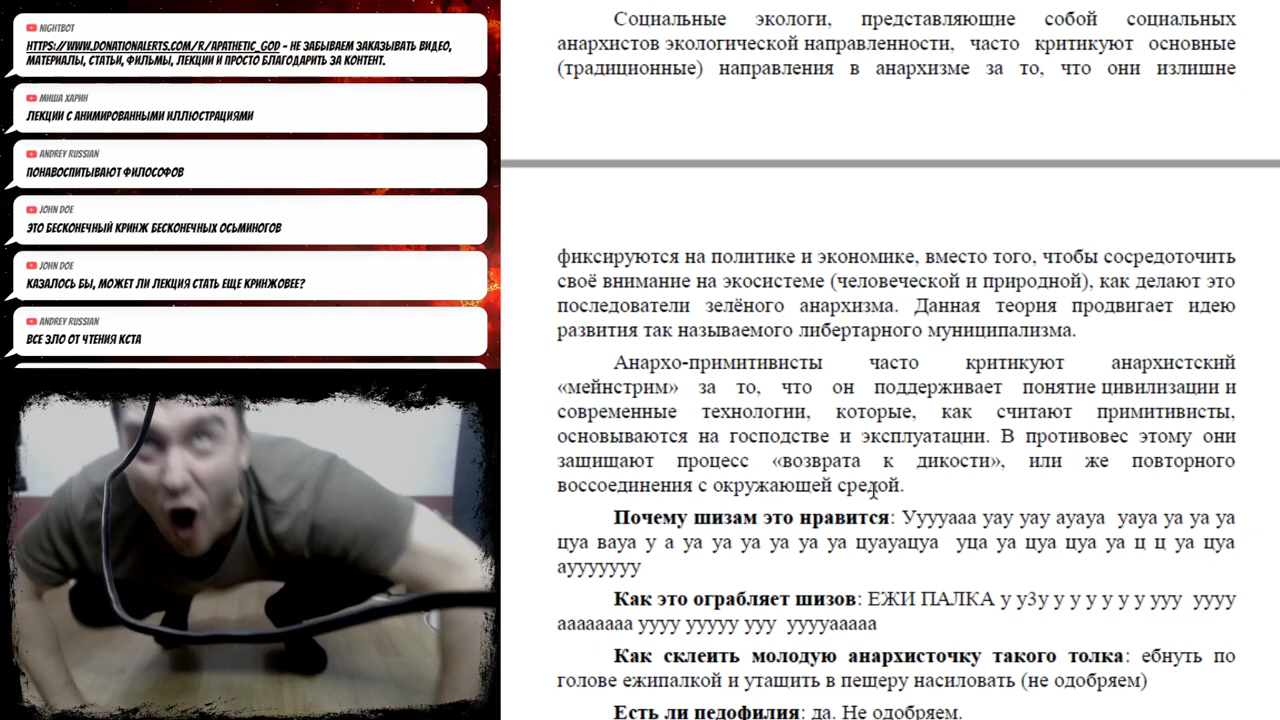 NIGHTBOT
HTTPS://WWW.DONATIONALERTS.COM/R/APATHETIC_GOD - НЕ ЗАБЫВАЕМ ЗАКАЗЫВАТЬ ВИДЕО,
МАТЕРИАЛЫ, СТАТЬИ, ФИЛЬМЫ, ЛЕКЦИИ И ПРОСТО БЛАГОДАРИТЬ ЗА КОНТЕНТ.
МИША ХАРИН
ЛЕКЦИИ С АНИМИРОВАННЫМИ ИЛЛЮСТРАЦИЯМИ
ANDREY RUSSIAN
ПОНАВОСПИТЫВАЮТ ФИЛОСОФОВ
JOHN DOE
ЭТО БЕСКОНЕЧНЫЙ КРИНЖ БЕСКОНЕЧНЫХ ОСЬМИНОГОВ
JOHN DOE
КАЗАЛОСЬ БЫ, МОЖЕТ ЛИ ЛЕКЦИЯ СТАТЬ ЕЩЕ КРИНЖОВЕЕ?
ANDREY RUSSIAN
ВСЕ ЗЛО ОТ ЧТЕНИЯ КСТА
Социальные экологи, представляющие собой социальных
анархистов экологической направленности, часто критикуют основные
(традиционные) направления в анархизме за то, что они излишне
фиксируются на политике и экономике, вместо того, чтобы сосредоточить
своё внимание на экосистеме (человеческой и природной), как делают это
последователи зелёного анархизма. Данная теория продвигает идею
развития так называемого либертарного муниципализма.
Анархо-примитивисты часто критикуют анархистский
«мейнстрим» за то, что он поддерживает понятие цивилизации и
современные технологии, которые, как считают примитивисты,
основываются на господстве и эксплуатации. В противовес этому они
защищают процесс «возврата к дикости», или же повторного
воссоединения с окружающей средой.
Почему шизам это нравится: Ууууааа уау уау ауауа уауа уа уа уа
цуа вауа у а уа уа уа уа уа уа цуауацуа уца уа цуа цуа уа ц ц уа цуа
ауууууууу
Как это ограбляет шизов: ЕЖИ ПАЛКА у у3у у у у у у у ууу уууу
аааааааа уууу ууууу ууу ууууааааа
Как склеить молодую анархисточку такого толка: ебнуть по
голове ежипалкой и утащить в пещеру насиловать (не одобряем)
Есть ли педофилия: да. Не одобряем.